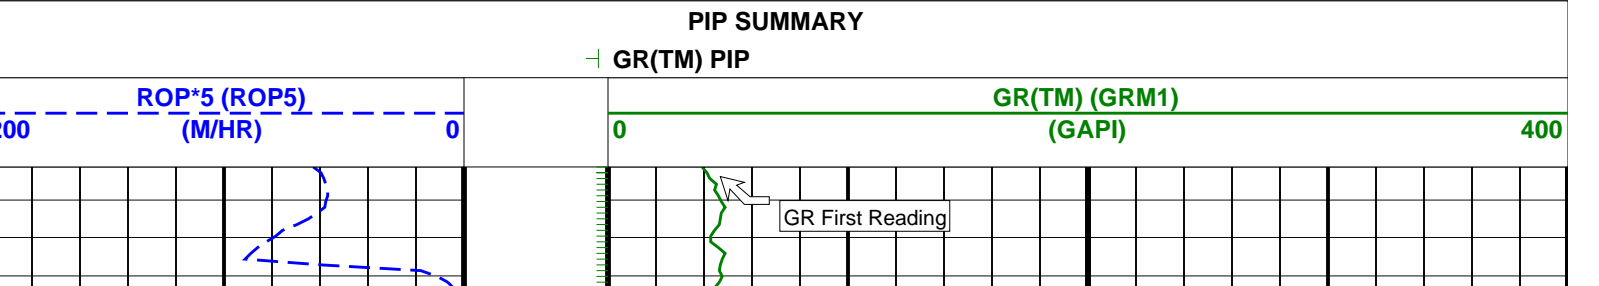 PIP SUMMARY
GR(TM) PIP
ROP*5 (ROP5)
GR(TM) (GRM1)
200 (M/HR) 0
0 (GAPI) 400
GR First Reading